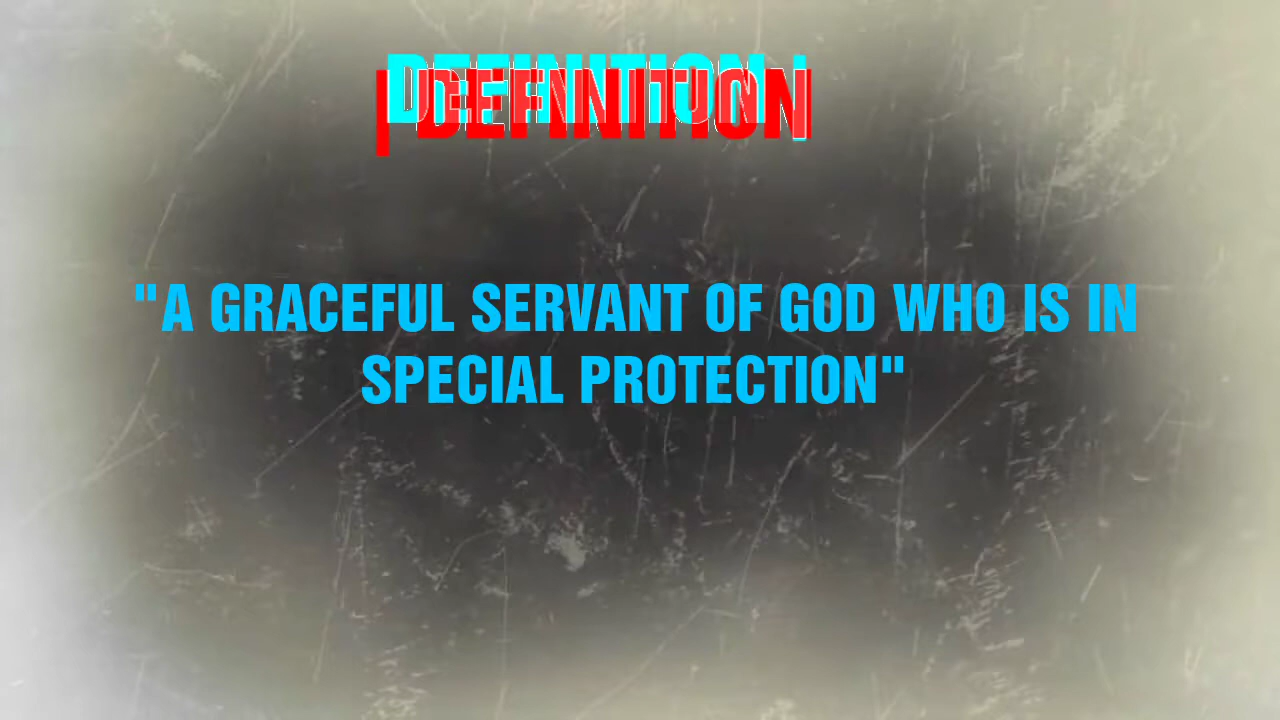 DEFINITION
"A GRACEFUL SERVANT OF GOD WHO IS IN
SPECIAL PROTECTION"